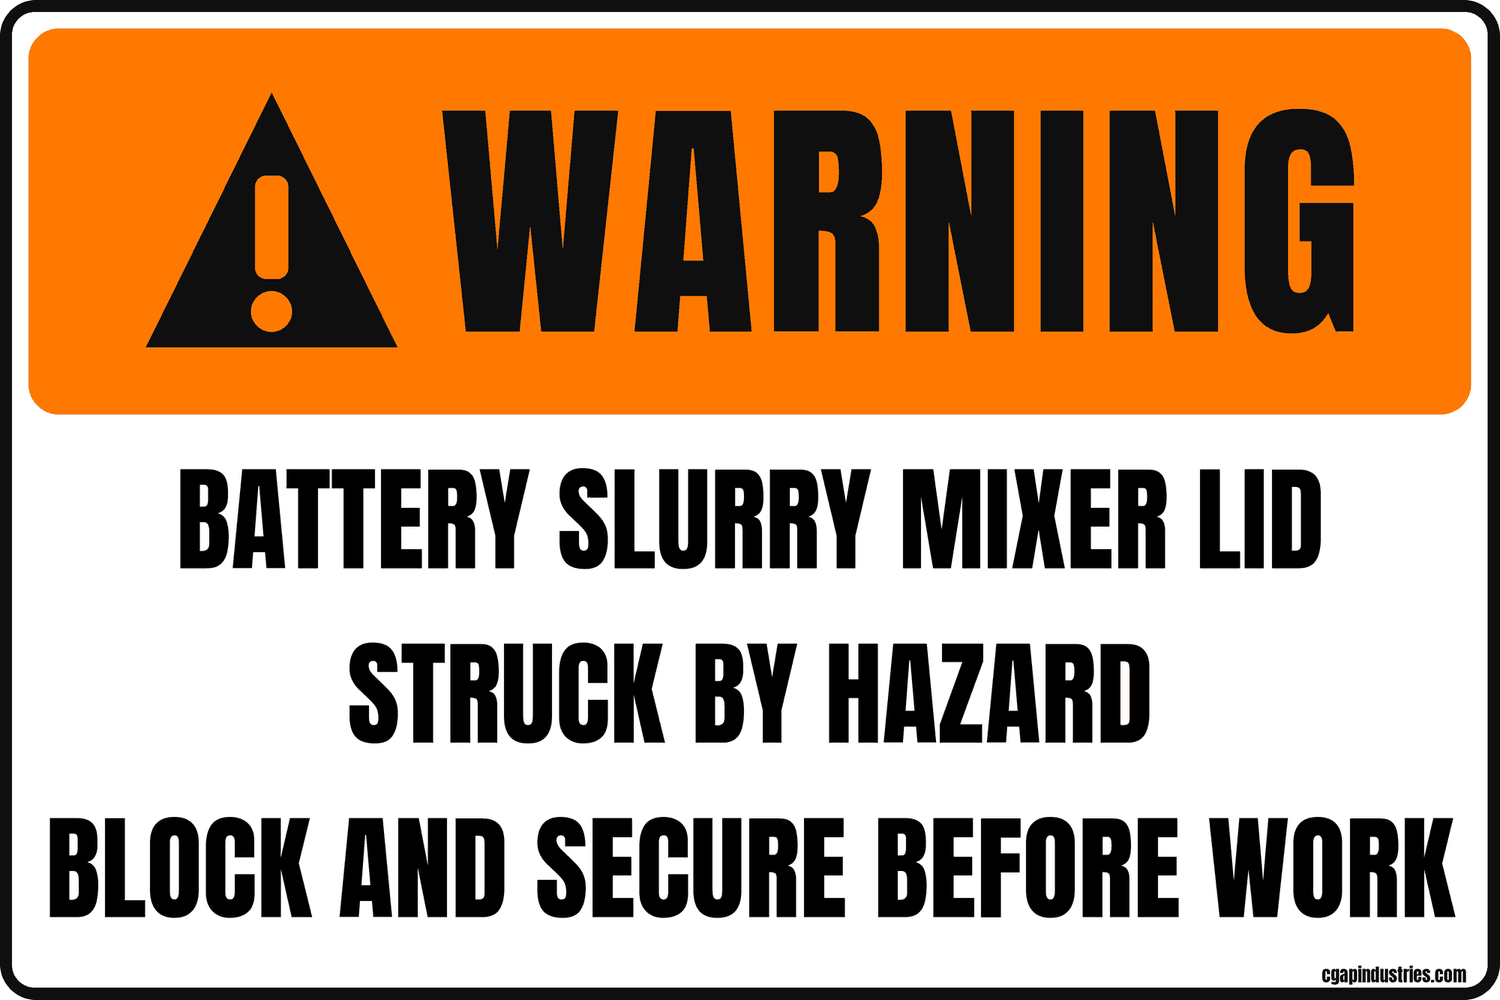 WARNING
BATTERY SLURRY MIXER LID
STRUCK BY HAZARD
BLOCK AND SECURE BEFORE WORK
cgapindustries.com